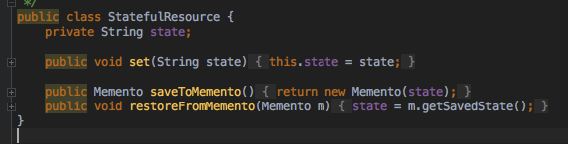 */
public class StatefulResource {
    private String state;
    public void set(String state) { this.state = state; }
    public Memento saveToMemento() { return new Memento(state); }
    public void restoreFromMemento(Memento m) { state = m.getSavedState(); }
}